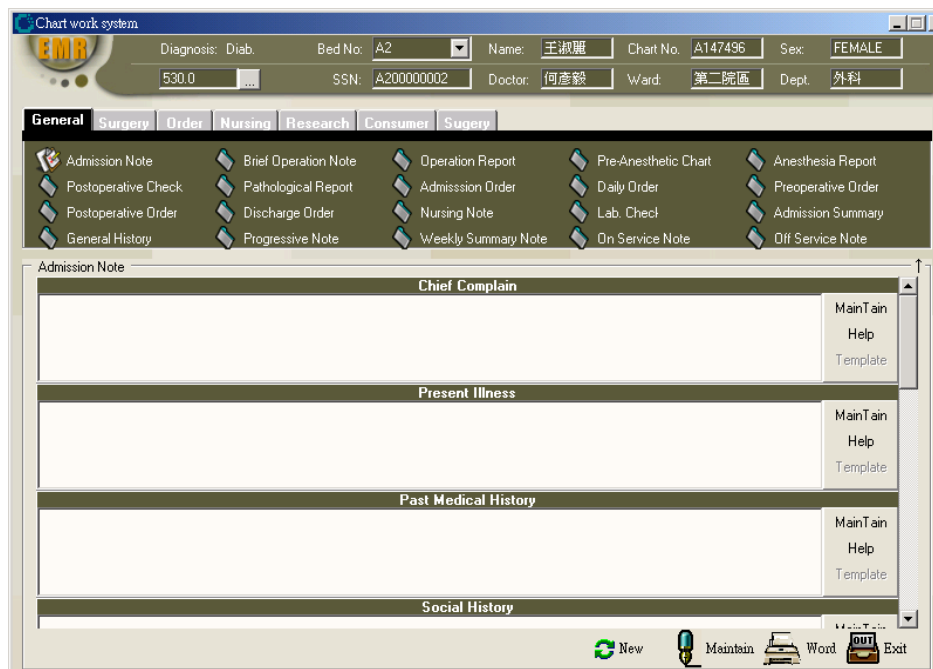 Chart work system
EMR Diagnosis: Diab. Bed No: A2 Name: 王淑麗 Chart No. A147496 Sex: FEMALE
530.0 ... SSN: A200000002 Doctor: 何彥毅 Ward: 第二院區 Dept. 外科
General Surgery Order Nursing Research Consumer Sugery
Admission Note Brief Operation Note Operation Report Pre-Anesthetic Chart Anesthesia Report
Postoperative Check Pathological Report Admisssion Order Daily Order Preoperative Order
Postoperative Order Discharge Order Nursing Note Lab. Check Admission Summary
General History Progressive Note Weekly Summary Note On Service Note Off Service Note
Admission Note ↑
Chief Complain
MainTain
Help
Template
Present Illness
MainTain
Help
Template
Past Medical History
MainTain
Help
Template
Social History
MainTain
New Maintain Word OUT Exit